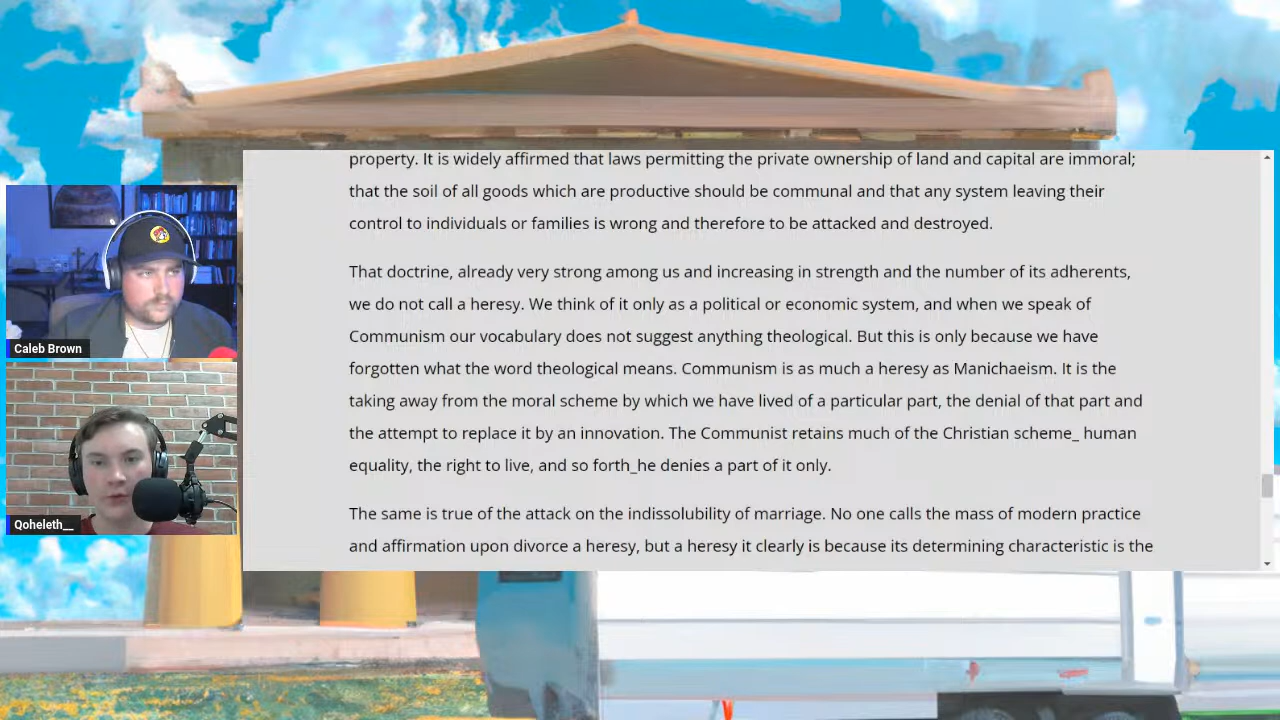 property. It is widely affirmed that laws permitting the private ownership of land and capital are immoral;
that the soil of all goods which are productive should be communal and that any system leaving their
control to individuals or families is wrong and therefore to be attacked and destroyed.
That doctrine, already very strong among us and increasing in strength and the number of its adherents,
we do not call a heresy. We think of it only as a political or economic system, and when we speak of
Communism our vocabulary does not suggest anything theological. But this is only because we have
forgotten what the word theological means. Communism is as much a heresy as Manichaeism. It is the
taking away from the moral scheme by which we have lived of a particular part, the denial of that part and
the attempt to replace it by an innovation. The Communist retains much of the Christian scheme_ human
equality, the right to live, and so forth_he denies a part of it only.
The same is true of the attack on the indissolubility of marriage. No one calls the mass of modern practice
and affirmation upon divorce a heresy, but a heresy it clearly is because its determining characteristic is the
Caleb Brown
Qoheleth__